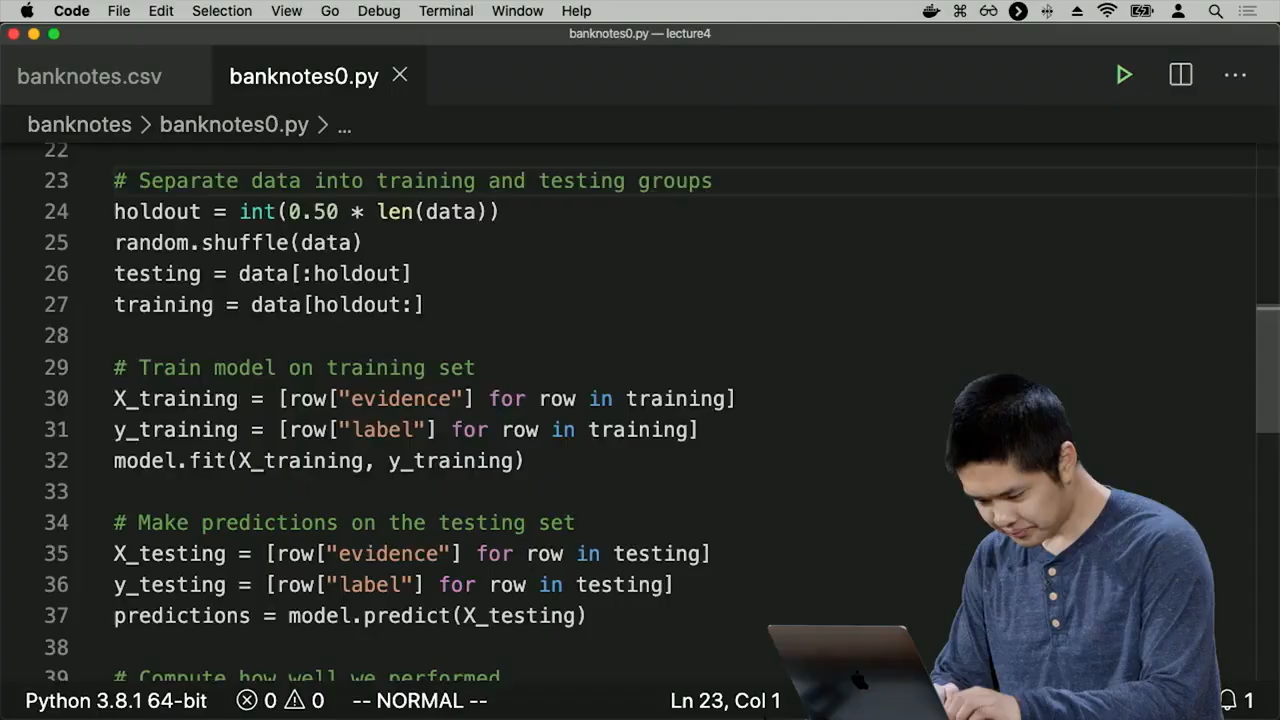 Code File Edit Selection View Go Debug Terminal Window Help
banknotes0.py — lecture4
banknotes.csv banknotes0.py
banknotes > banknotes0.py > ...
22
23 # Separate data into training and testing groups
24 holdout = int(0.50 * len(data))
25 random.shuffle(data)
26 testing = data[:holdout]
27 training = data[holdout:]
28
29 # Train model on training set
30 X_training = [row["evidence"] for row in training]
31 y_training = [row["label"] for row in training]
32 model.fit(X_training, y_training)
33
34 # Make predictions on the testing set
35 X_testing = [row["evidence"] for row in testing]
36 y_testing = [row["label"] for row in testing]
37 predictions = model.predict(X_testing)
38
39 # Compute how well we performed
Python 3.8.1 64-bit 0 0 -- NORMAL -- Ln 23, Col 1 1